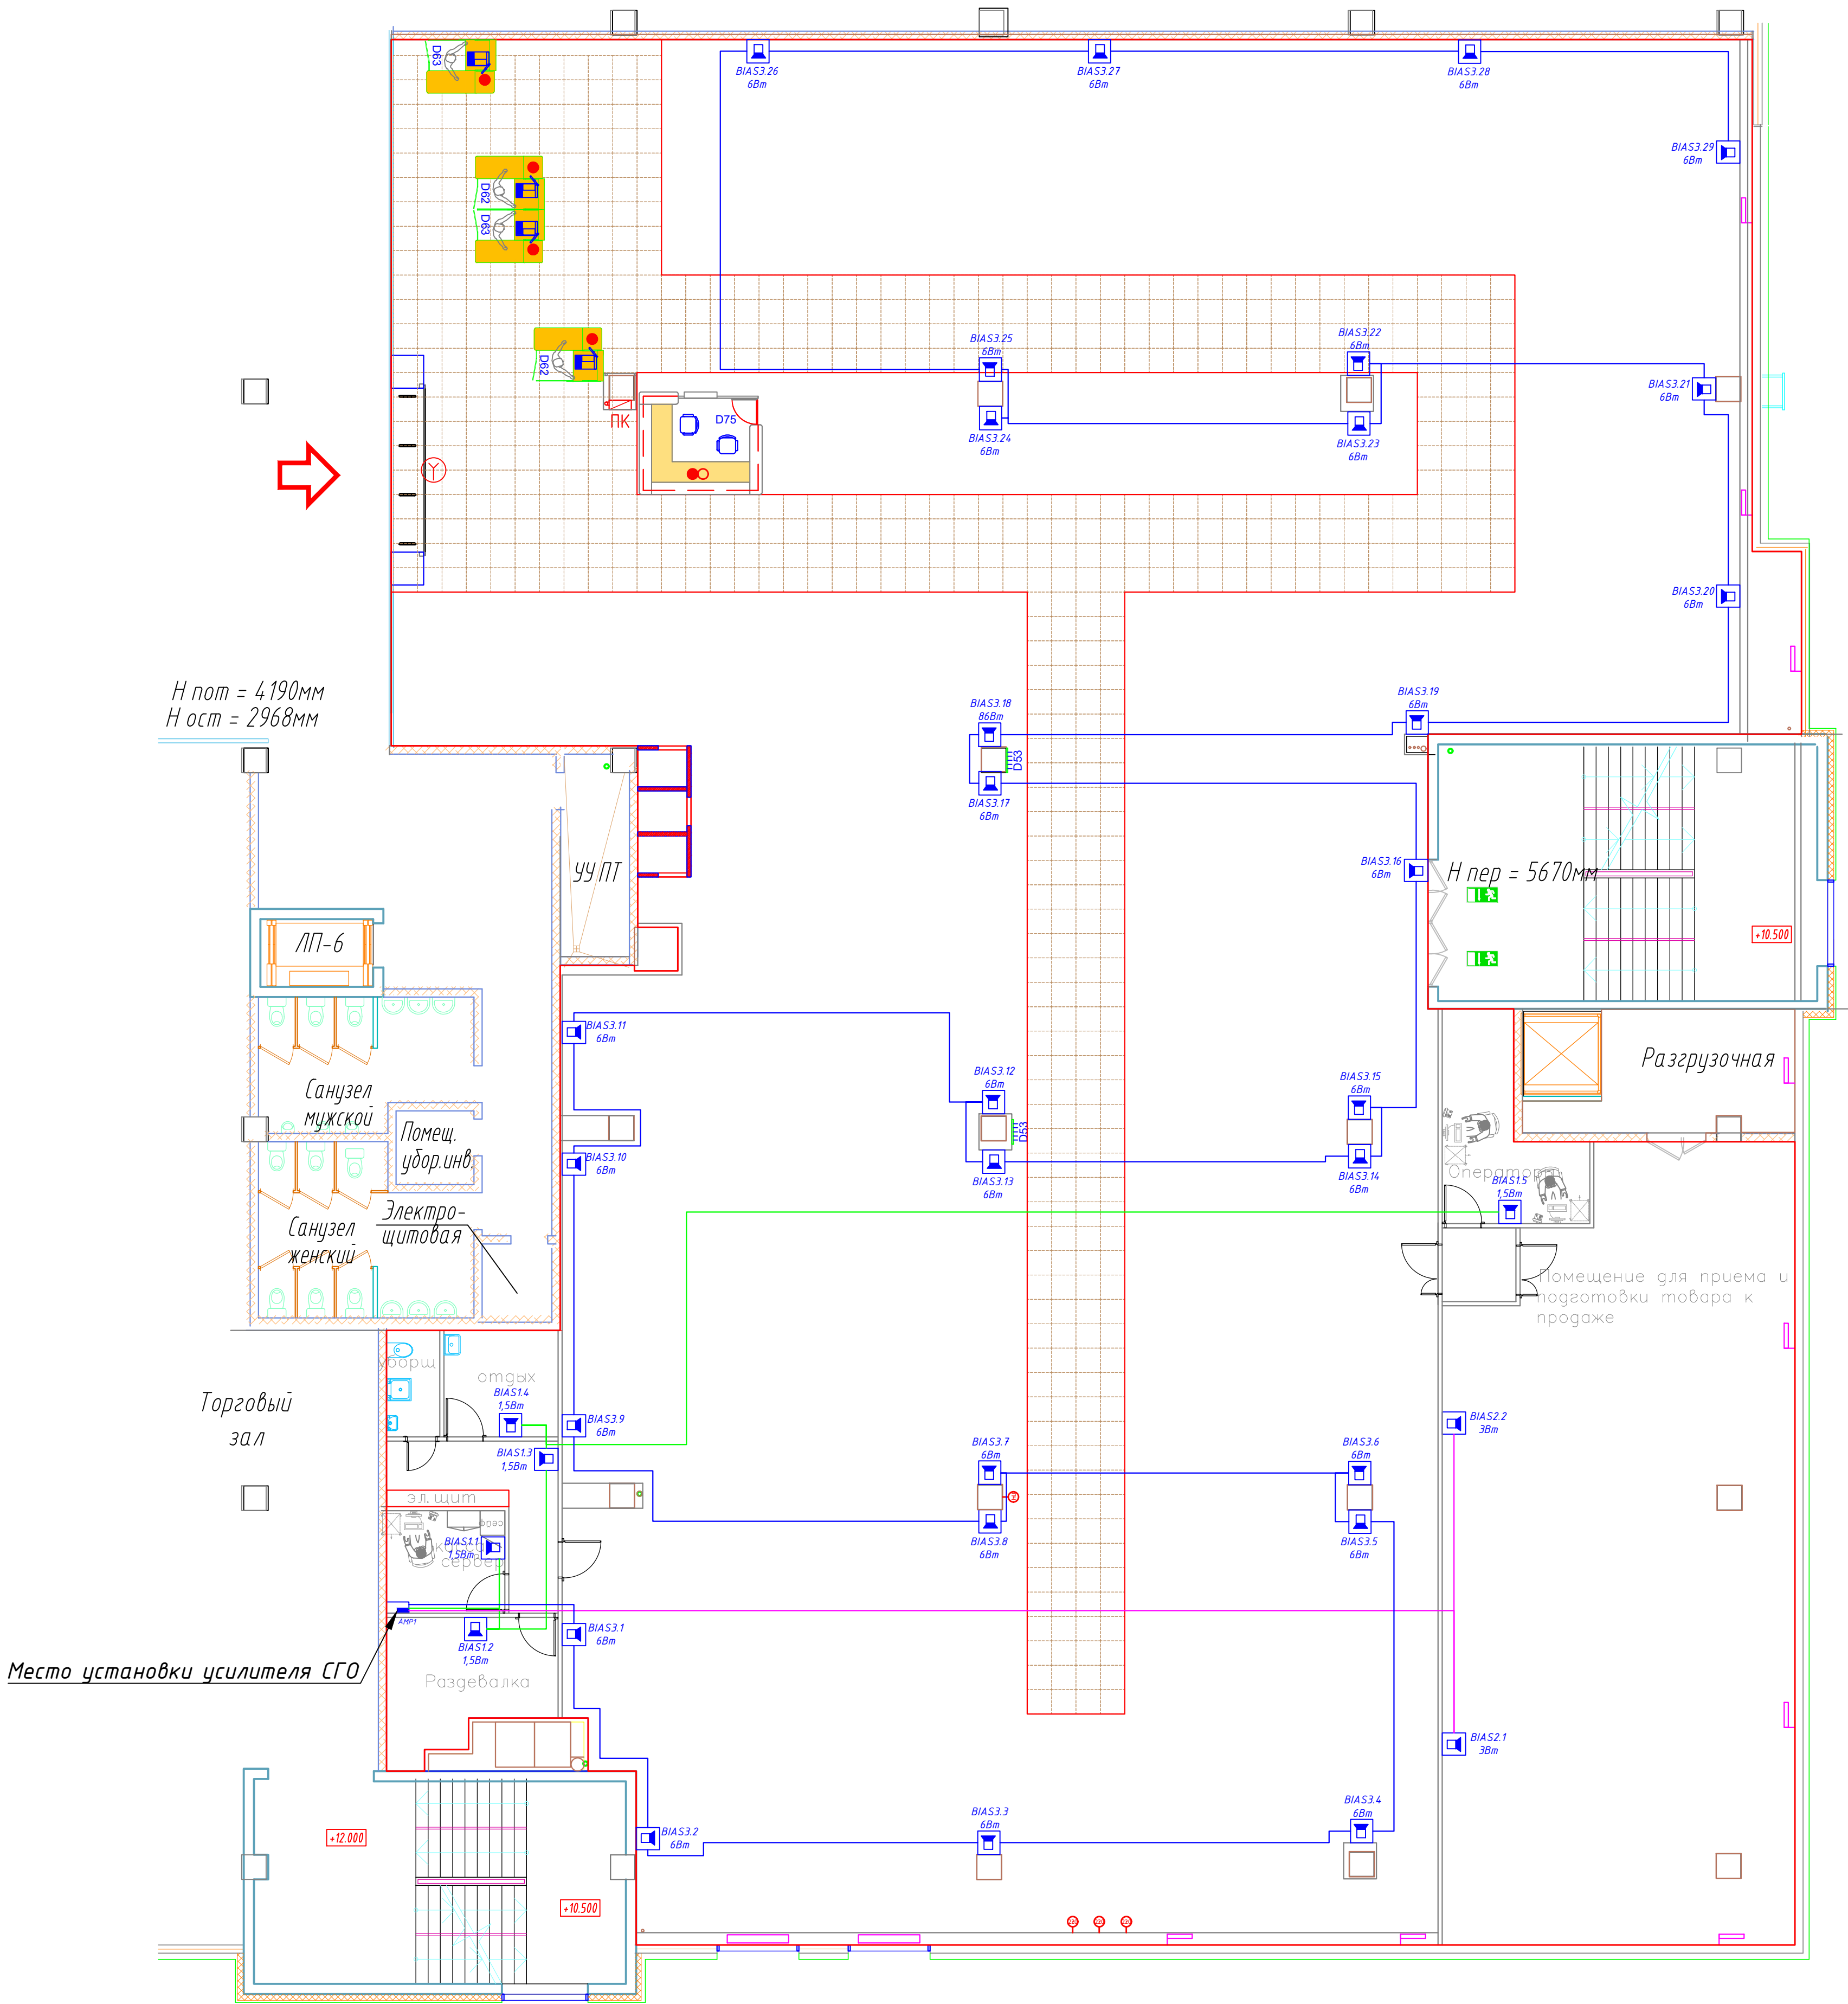 D63
BIAS3.26
6Вт
BIAS3.27
6Вт
BIAS3.28
6Вт
BIAS3.29
6Вт
D62
D63
D62
BIAS3.25
6Вт
BIAS3.22
6Вт
BIAS3.21
6Вт
ПК
D75
BIAS3.24
6Вт
BIAS3.23
6Вт
BIAS3.20
6Вт
Н пот = 4190мм
Н ост = 2968мм
BIAS3.18
86Вт
BIAS3.19
6Вт
D53
BIAS3.17
6Вт
УУ ПТ
BIAS3.16
6Вт
Н пер = 5670мм
+10.500
ЛП-6
BIAS3.11
6Вт
Разгрузочная
BIAS3.12
6Вт
BIAS3.15
6Вт
Санузел
мужской
Помещ.
убор.инв.
D53
BIAS3.10
6Вт
BIAS3.13
6Вт
BIAS3.14
6Вт
BIAS1.5
1,5Вт
Электро-
щитовая
Санузел
женский
Помещение для приема и
подготовки товара к
продаже
уборщ
отдых
BIAS1.4
1,5Вт
Торговый
зал
BIAS3.9
6Вт
BIAS2.2
3Вт
BIAS1.3
1,5Вт
BIAS3.7
6Вт
BIAS3.6
6Вт
эл.щит
сейф
BIAS1.1
1,5Вт
сервер
BIAS3.8
6Вт
BIAS3.5
6Вт
AMP1
BIAS3.1
6Вт
BIAS1.2
1,5Вт
Место установки усилителя СГО
Раздевалка
BIAS2.1
3Вт
BIAS3.3
6Вт
BIAS3.4
6Вт
+12.000
BIAS3.2
6Вт
+10.500